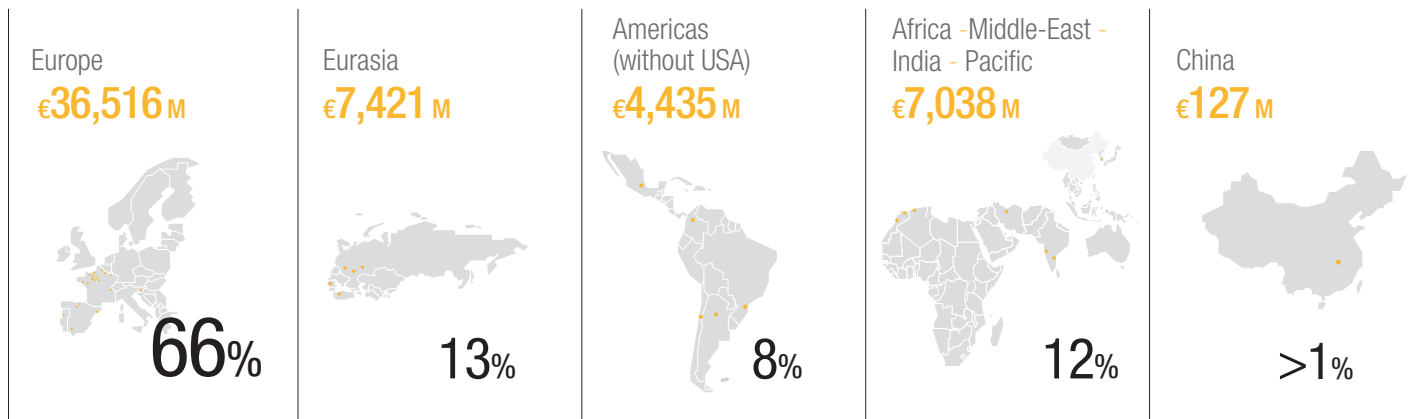 Europe
€36,516 M
66%
Eurasia
€7,421 M
13%
Americas
(without USA)
€4,435 M
8%
Africa -Middle-East -
India - Pacific
€7,038 M
12%
China
€127 M
>1%